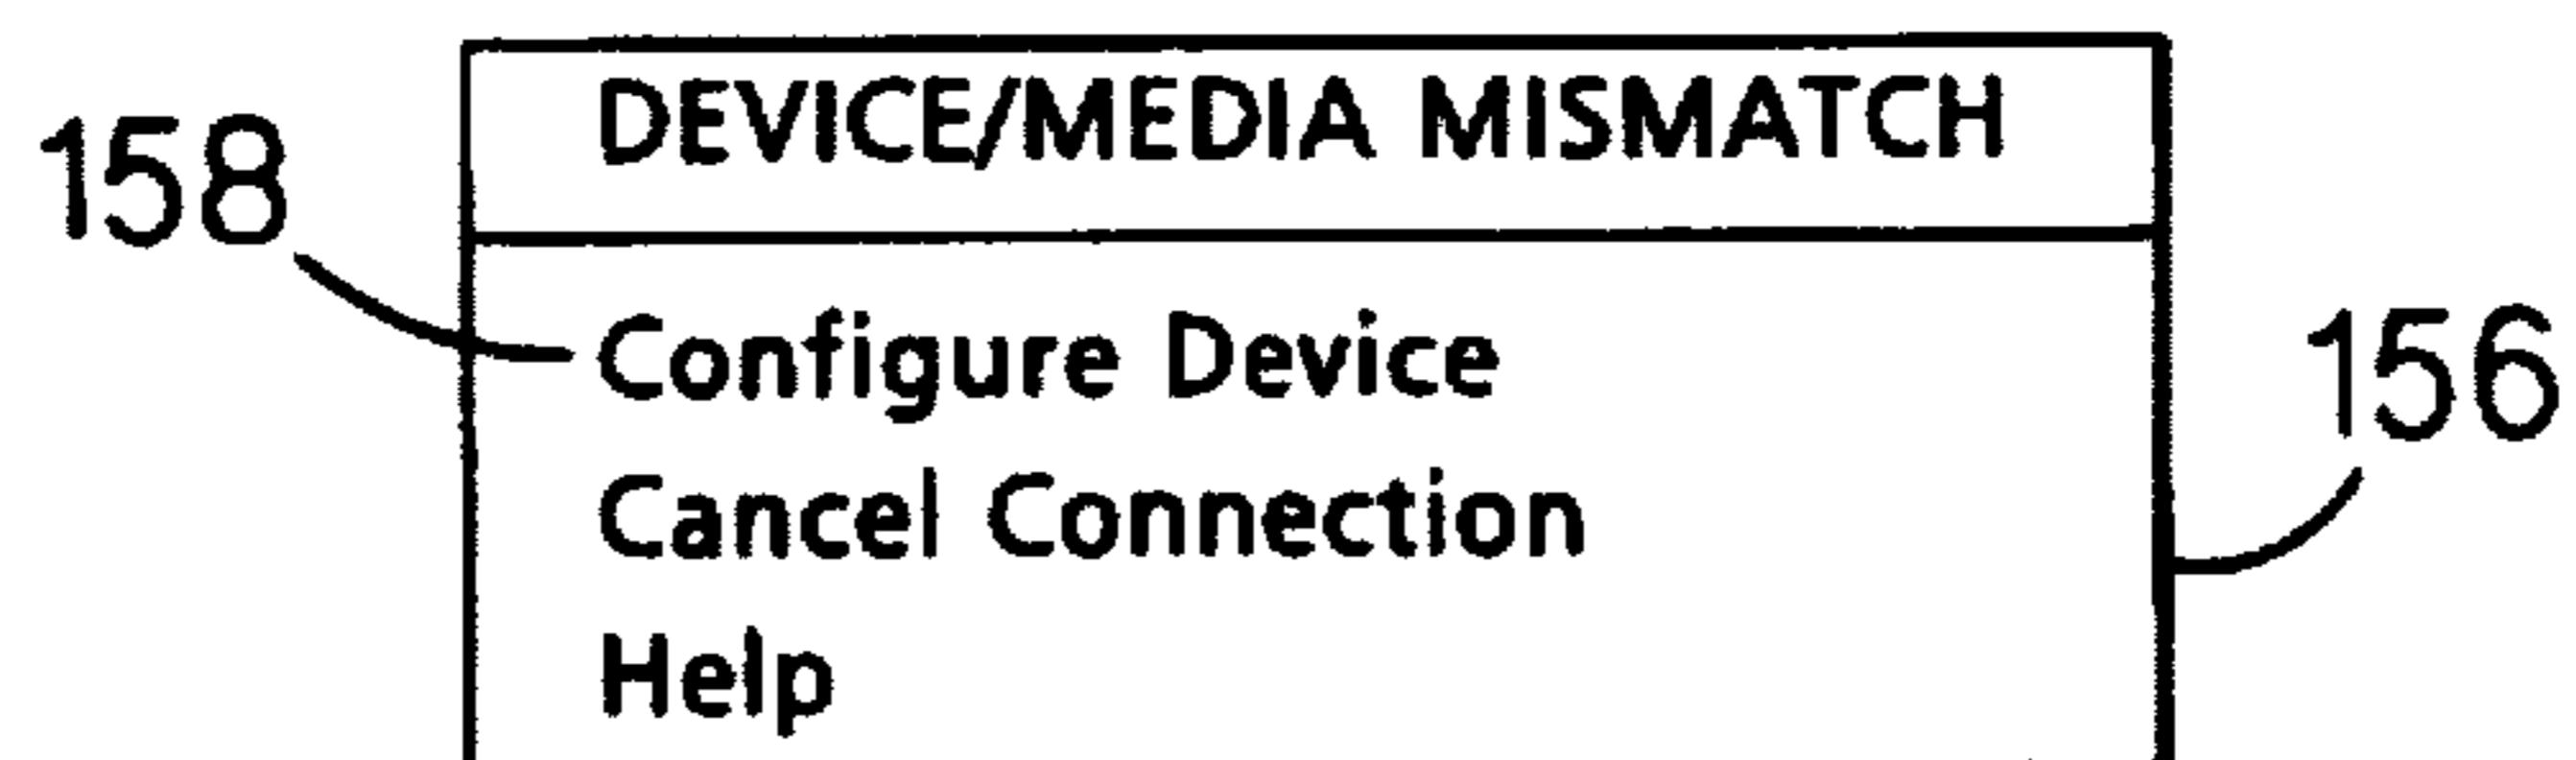 DEVICE/MEDIA MISMATCH
158
Configure Device
156
Cancel Connection
Help